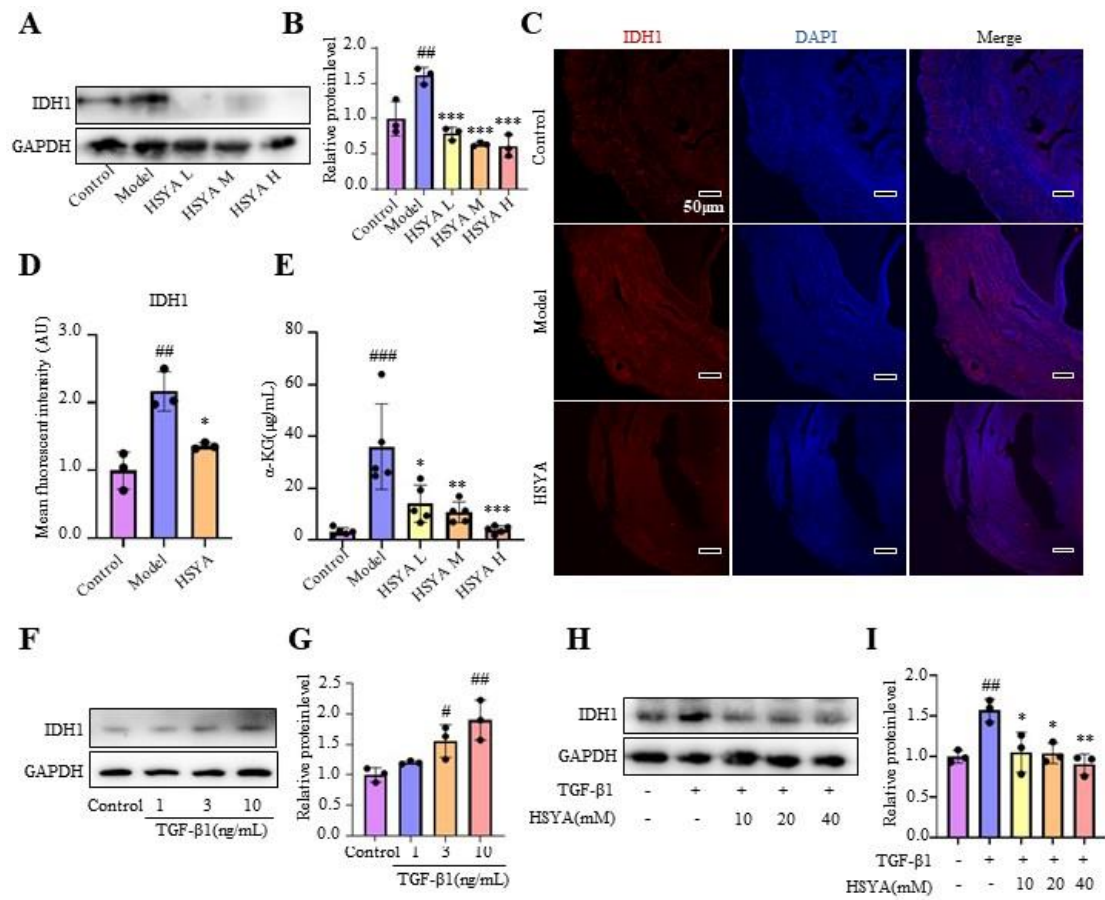 A
IDH1
GAPDH
Control
Model
HSYA L
HSYA M
HSYA H
B
Relative protein level
2.0
1.5
1.0
0.5
0.0
##
***
***
***
Control
Model
HSYA L
HSYA M
HSYA H
C
IDH1
DAPI
Merge
Control
50μm
Model
HSYA
D
IDH1
Mean fluorescent intensity (AU)
3.0
2.0
1.0
0.0
##
*
Control
Model
HSYA
E
α-KG(μg/mL)
80
60
40
20
0
###
*
**
***
Control
Model
HSYA L
HSYA M
HSYA H
F
IDH1
GAPDH
Control 1 3 10
TGF-β1(ng/mL)
G
Relative protein level
2.5
2.0
1.5
1.0
0.5
0.0
#
##
Control 1 3 10
TGF-β1(ng/mL)
H
IDH1
GAPDH
TGF-β1 - + + + +
HSYA(mM) - - 10 20 40
I
Relative protein level
2.0
1.5
1.0
0.5
0.0
##
*
*
**
TGF-β1 - + + + +
HSYA(mM) - - 10 20 40